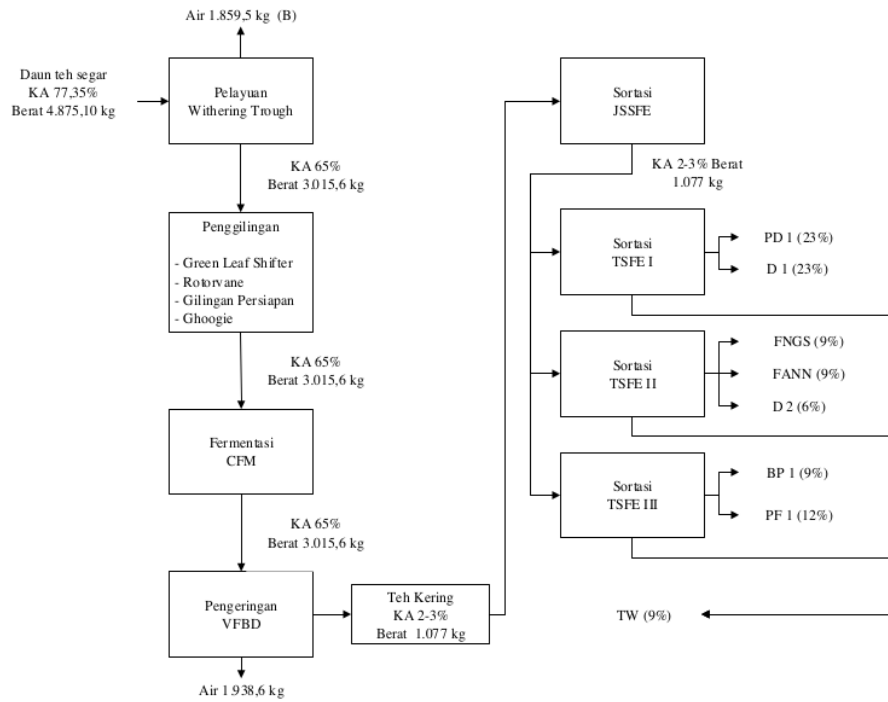 Air 1.859,5 kg (B)
Daun teh segar
KA 77,35%
Berat 4.875,10 kg
Pelayuan
Withering Trough
KA 65%
Berat 3.015,6 kg
Penggilingan
- Green Leaf Shifter
- Rotorvane
- Gilingan Persiapan
- Ghoogie
KA 65%
Berat 3.015,6 kg
Fermentasi
CFM
KA 65%
Berat 3.015,6 kg
Pengeringan
VFBD
Air 1.938,6 kg
Teh Kering
KA 2-3%
Berat 1.077 kg
Sortasi
JSSFE
KA 2-3% Berat
1.077 kg
Sortasi
TSFE I
PD 1 (23%)
D 1 (23%)
Sortasi
TSFE II
FNGS (9%)
FANN (9%)
D 2 (6%)
Sortasi
TSFE III
BP 1 (9%)
PF 1 (12%)
TW (9%)